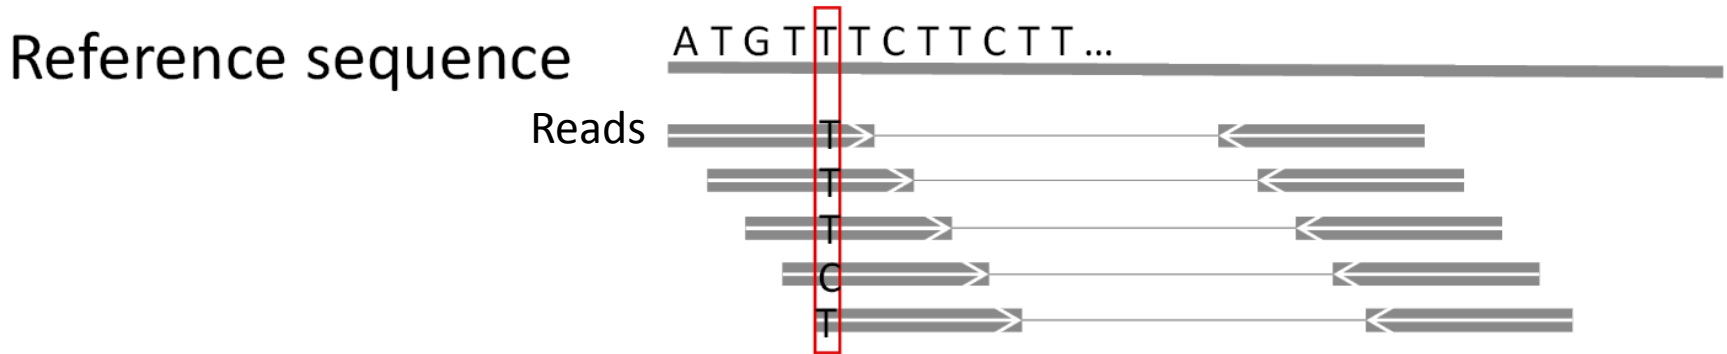 A T G T T T C T T C T T ...
Reference sequence
Reads
T
T
T
C
T